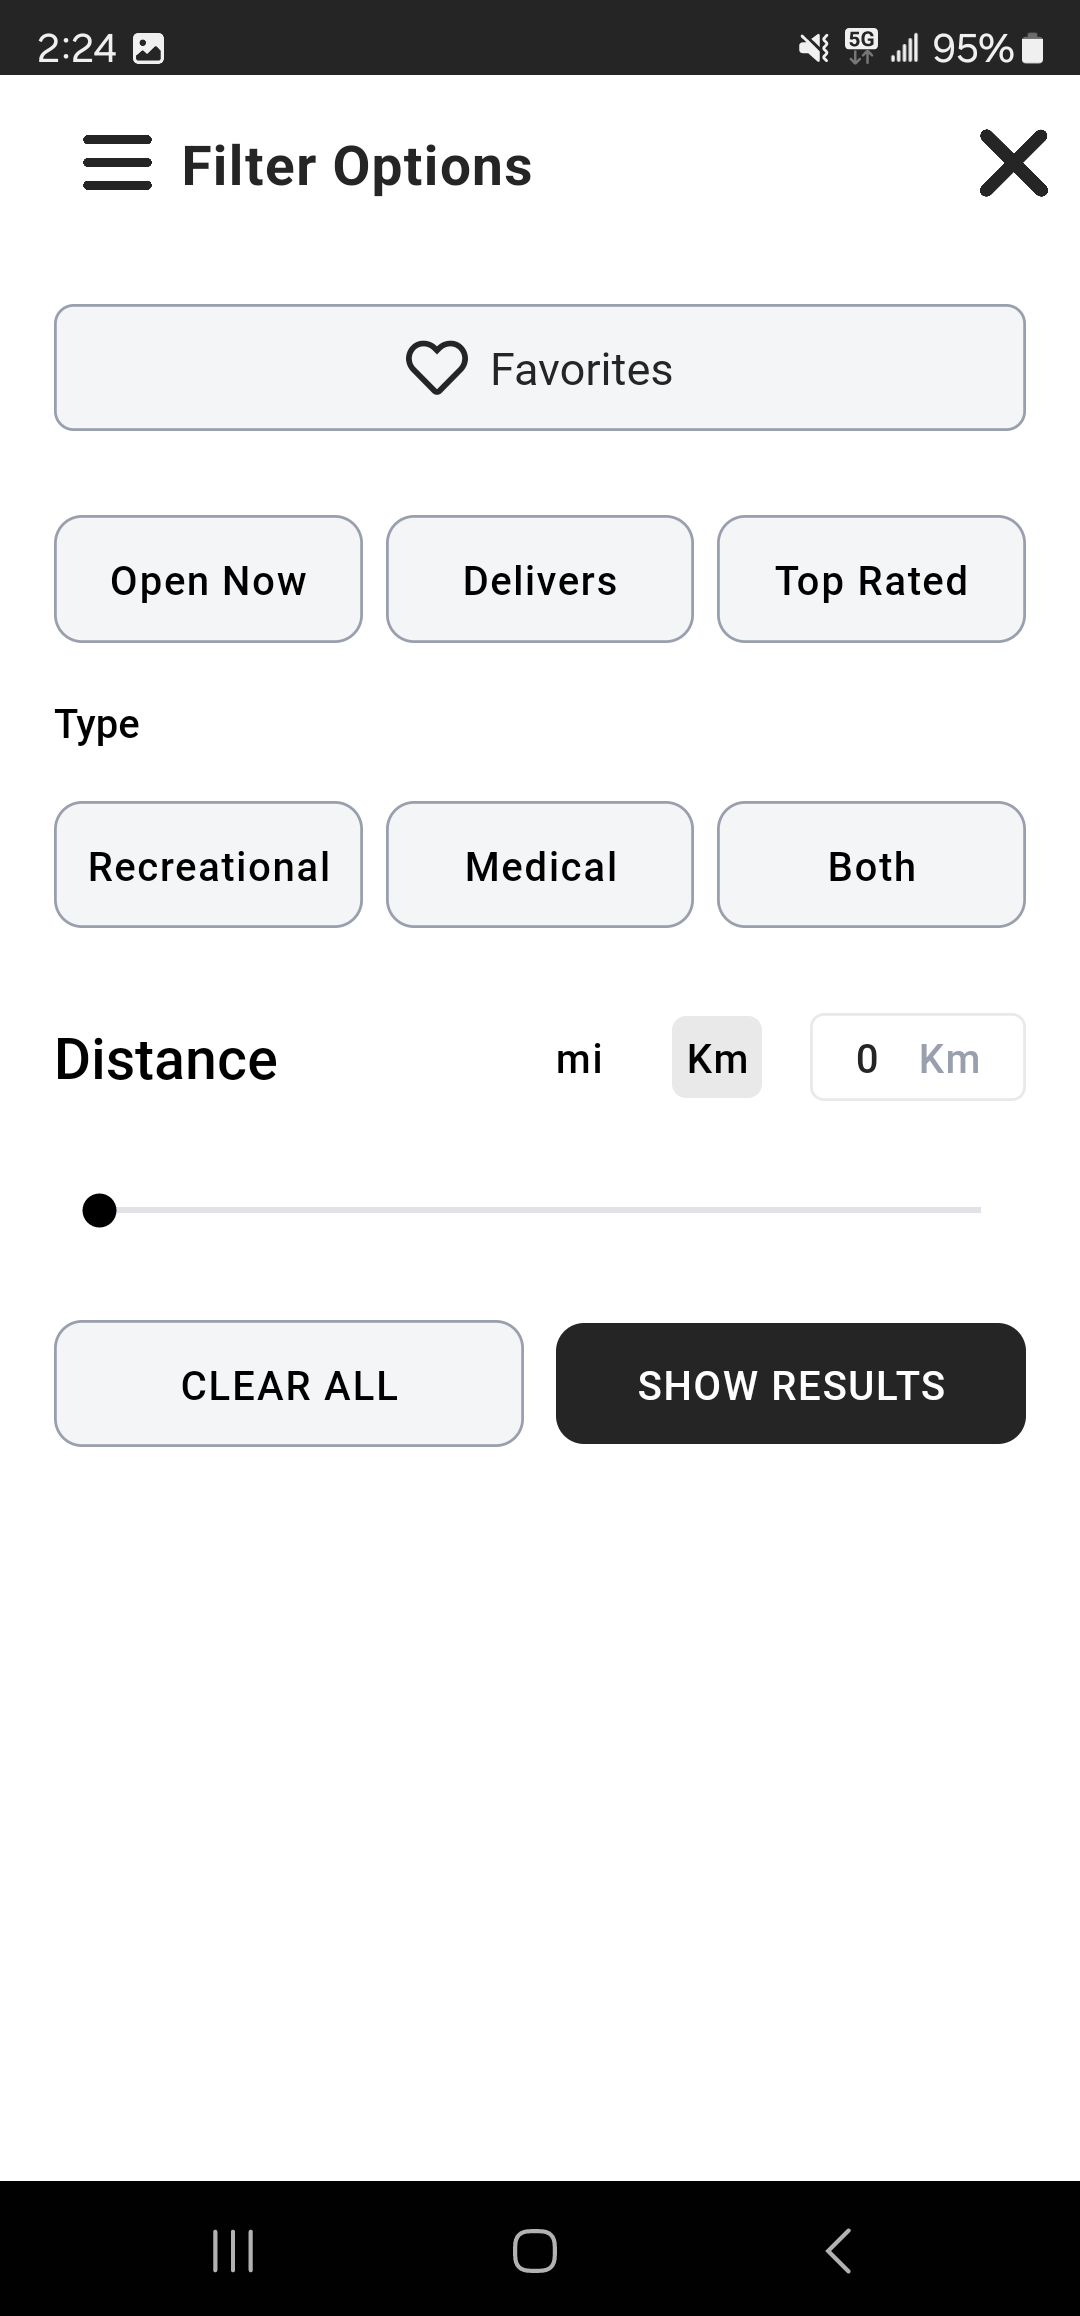 2:24 5G 95%
Filter Options
Favorites
Open Now Delivers Top Rated
Type
Recreational Medical Both
Distance mi Km 0 Km
CLEAR ALL SHOW RESULTS